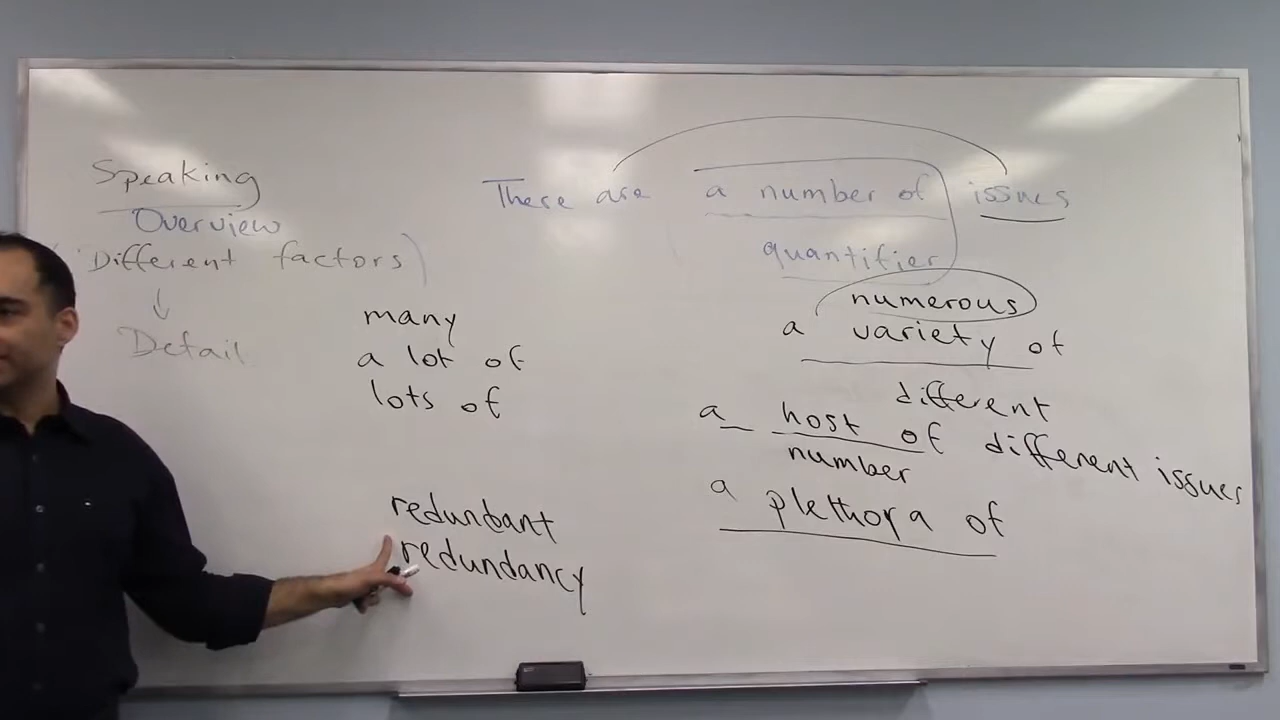 Speaking
Overview
(Different factors)
Detail
many
a lot of
lots of
redundant
redundancy
There are a number of issues
quantifier
numerous
a variety of
different
a host of different issues
number
a plethora of